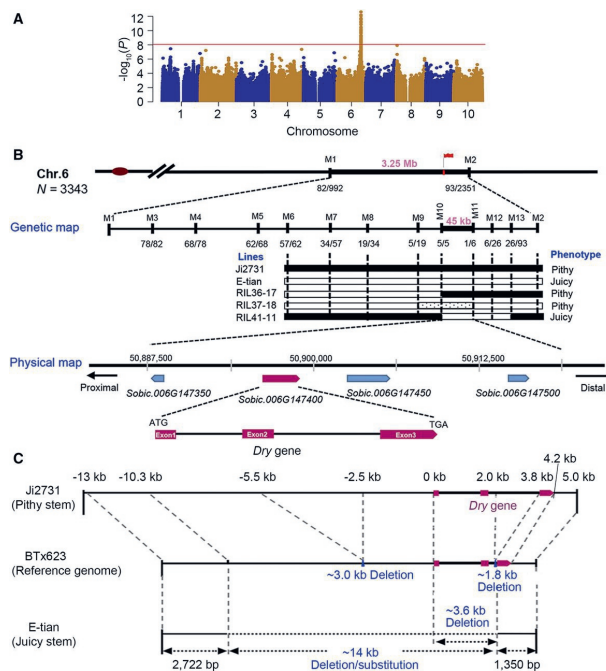 A
-log10(P)
12
10
8
6
4
2
0
1 2 3 4 5 6 7 8 9 10
Chromosome
B
Chr.6
N = 3343
M1 3.25 Mb M2
82/992 93/2351
Genetic map
M1 M3 M4 M5 M6 M7 M8 M9 M10 45 kb M11 M12 M13 M2
78/82 68/78 62/68 57/62 34/57 19/34 5/19 5/5 1/6 6/26 26/93
Lines Phenotype
Ji2731 Pithy
E-tian Juicy
RIL36-17 Pithy
RIL37-18 Pithy
RIL41-11 Juicy
Physical map
50,887,500 50,900,000 50,912,500
Proximal Distal
Sobic.006G147350 Sobic.006G147400 Sobic.006G147450 Sobic.006G147500
ATG TGA
Exon1 Exon2 Exon3
Dry gene
C
Ji2731
(Pithy stem)
-13 kb -10.3 kb -5.5 kb -2.5 kb 0 kb 2.0 kb 3.8 kb 4.2 kb 5.0 kb
Dry gene
BTx623
(Reference genome)
~3.0 kb Deletion
~1.8 kb
Deletion
E-tian
(Juicy stem)
~3.6 kb
Deletion
2,722 bp
~14 kb
Deletion/substitution
1,350 bp